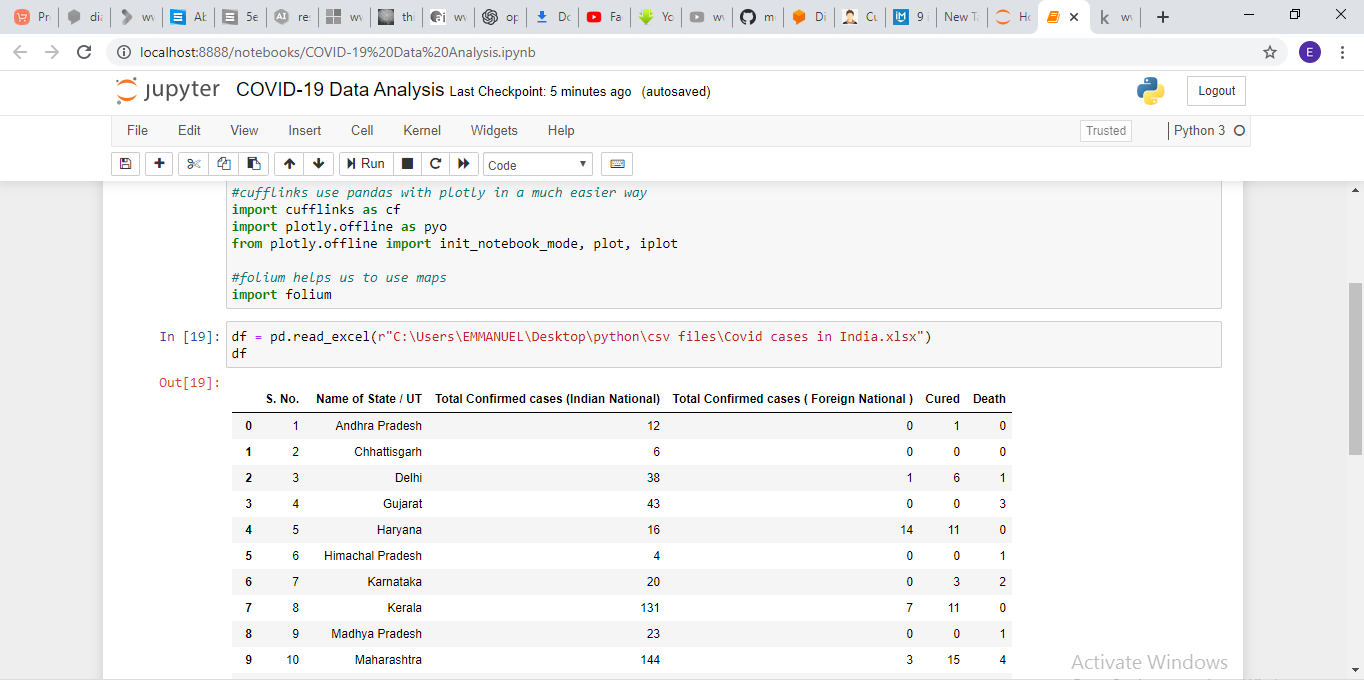 Pr diɑ wv Ab 5e AI re: wv thi ai wv op Dc Fa Yc wv m Di Cu 9 New T Hc wv
localhost:8888/notebooks/COVID-19%20Data%20Analysis.ipynb E
jupyter COVID-19 Data Analysis Last Checkpoint: 5 minutes ago (autosaved) Logout
File Edit View Insert Cell Kernel Widgets Help Trusted Python 3
Run Code
#cufflinks use pandas with plotly in a much easier way
import cufflinks as cf
import plotly.offline as pyo
from plotly.offline import init_notebook_mode, plot, iplot
#folium helps us to use maps
import folium
In [19]: df = pd.read_excel(r"C:\Users\EMMANUEL\Desktop\python\csv files\Covid cases in India.xlsx")
df
Out[19]:
S. No. Name of State / UT Total Confirmed cases (Indian National) Total Confirmed cases ( Foreign National ) Cured Death
0 1 Andhra Pradesh 12 0 1 0
1 2 Chhattisgarh 6 0 0 0
2 3 Delhi 38 1 6 1
3 4 Gujarat 43 0 0 3
4 5 Haryana 16 14 11 0
5 6 Himachal Pradesh 4 0 0 1
6 7 Karnataka 20 0 3 2
7 8 Kerala 131 7 11 0
8 9 Madhya Pradesh 23 0 0 1
9 10 Maharashtra 144 3 15 4
Activate Windows